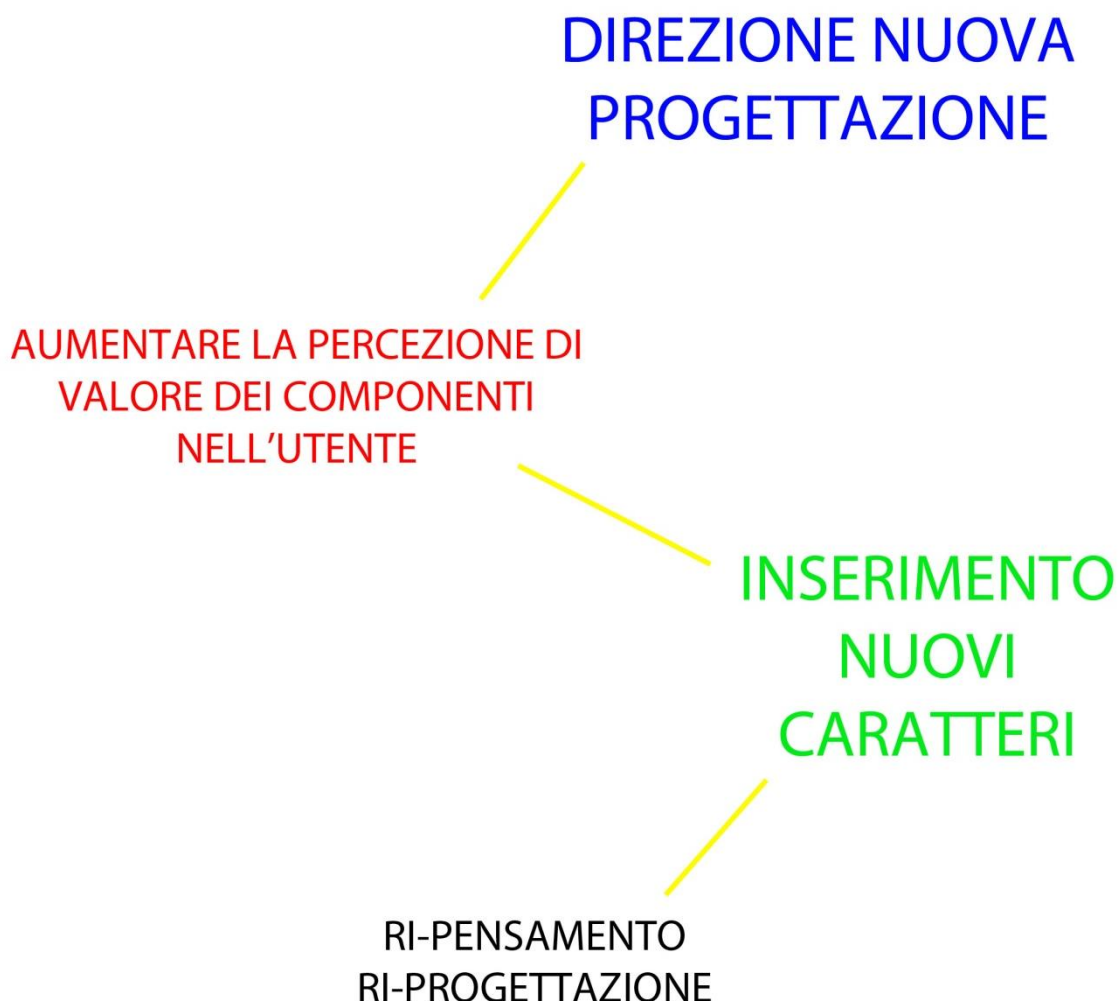 DIREZIONE NUOVA
PROGETTAZIONE
AUMENTARE LA PERCEZIONE DI
VALORE DEI COMPONENTI
NELL’UTENTE
INSERIMENTO
NUOVI
CARATTERI
RI-PENSAMENTO
RI-PROGETTAZIONE